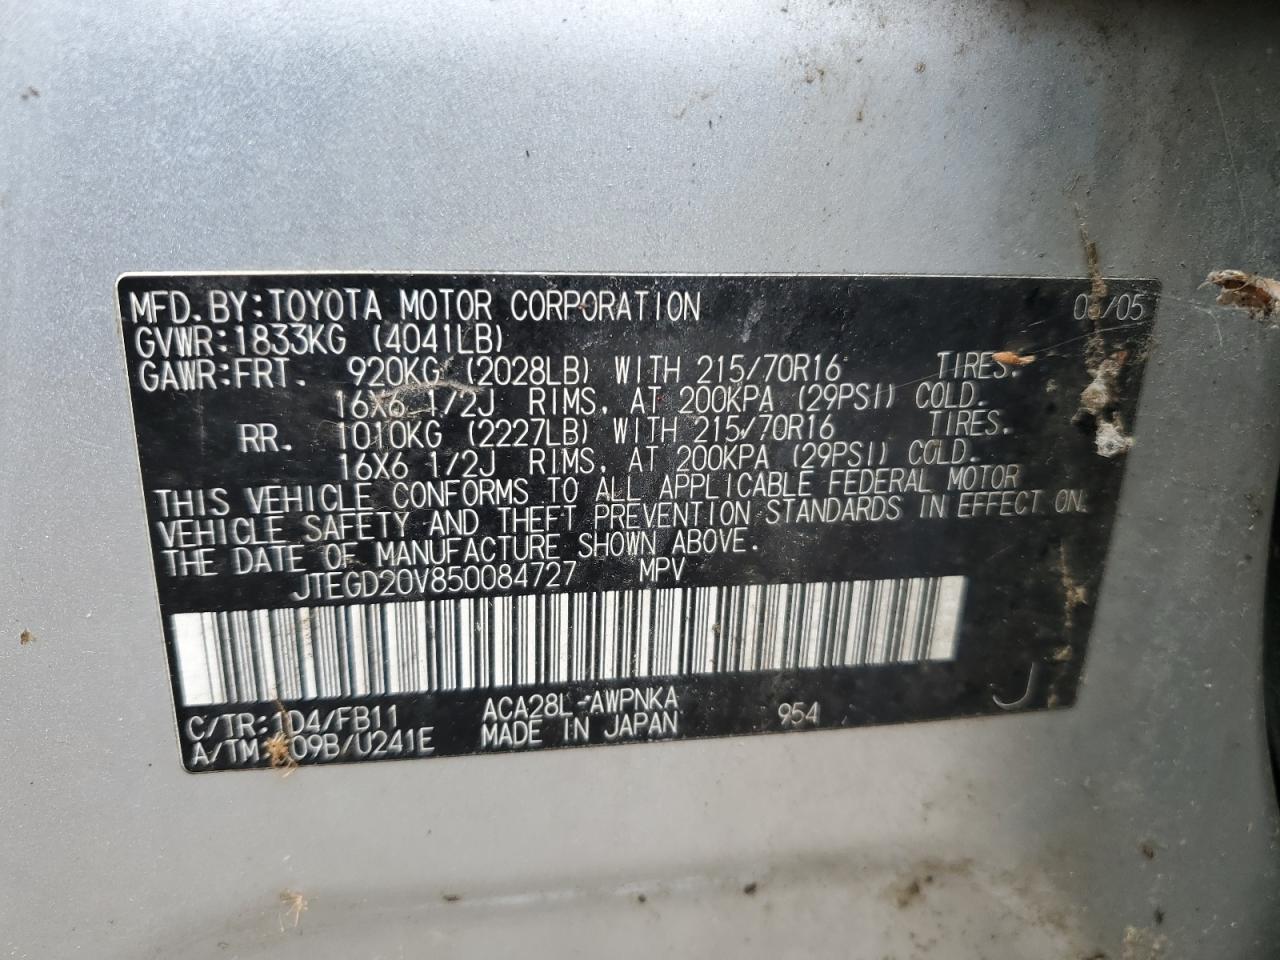 MFD. BY: TOYOTA MOTOR CORPORATION
GVWR: 1833KG (4041LB)
GAWR: FRT. 920KG (2028LB) WITH 215/70R16 TIRES.
16X6 1/2J RIMS, AT 200KPA (29PSI) COLD.
RR. 1010KG (2227LB) WITH 215/70R16 TIRES.
16X6 1/2J RIMS, AT 200KPA (29PSI) COLD.
THIS VEHICLE CONFORMS TO ALL APPLICABLE FEDERAL MOTOR
VEHICLE SAFETY AND THEFT PREVENTION STANDARDS IN EFFECT ON
THE DATE OF MANUFACTURE SHOWN ABOVE.
JTEGD20V850084727 MPV
C/TR: 1D4/FB11 ACA28L-AWPNKA 954 J
A/TM: /U241E MADE IN JAPAN